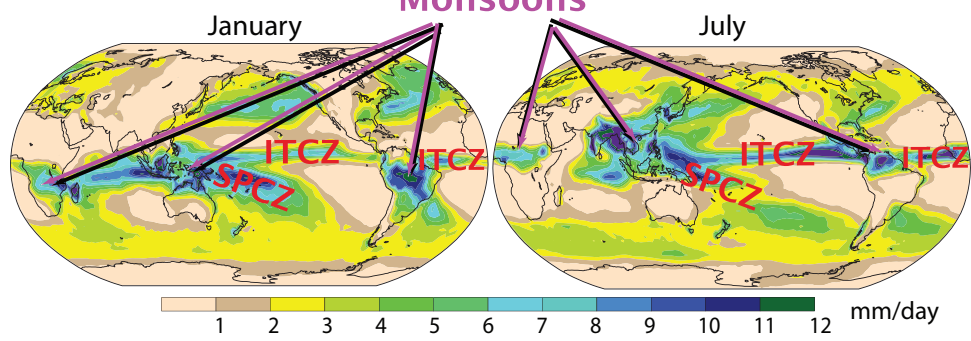 Monsoons
January
July
ITCZ
ITCZ
SPCZ
ITCZ
ITCZ
SPCZ
1 2 3 4 5 6 7 8 9 10 11 12
mm/day